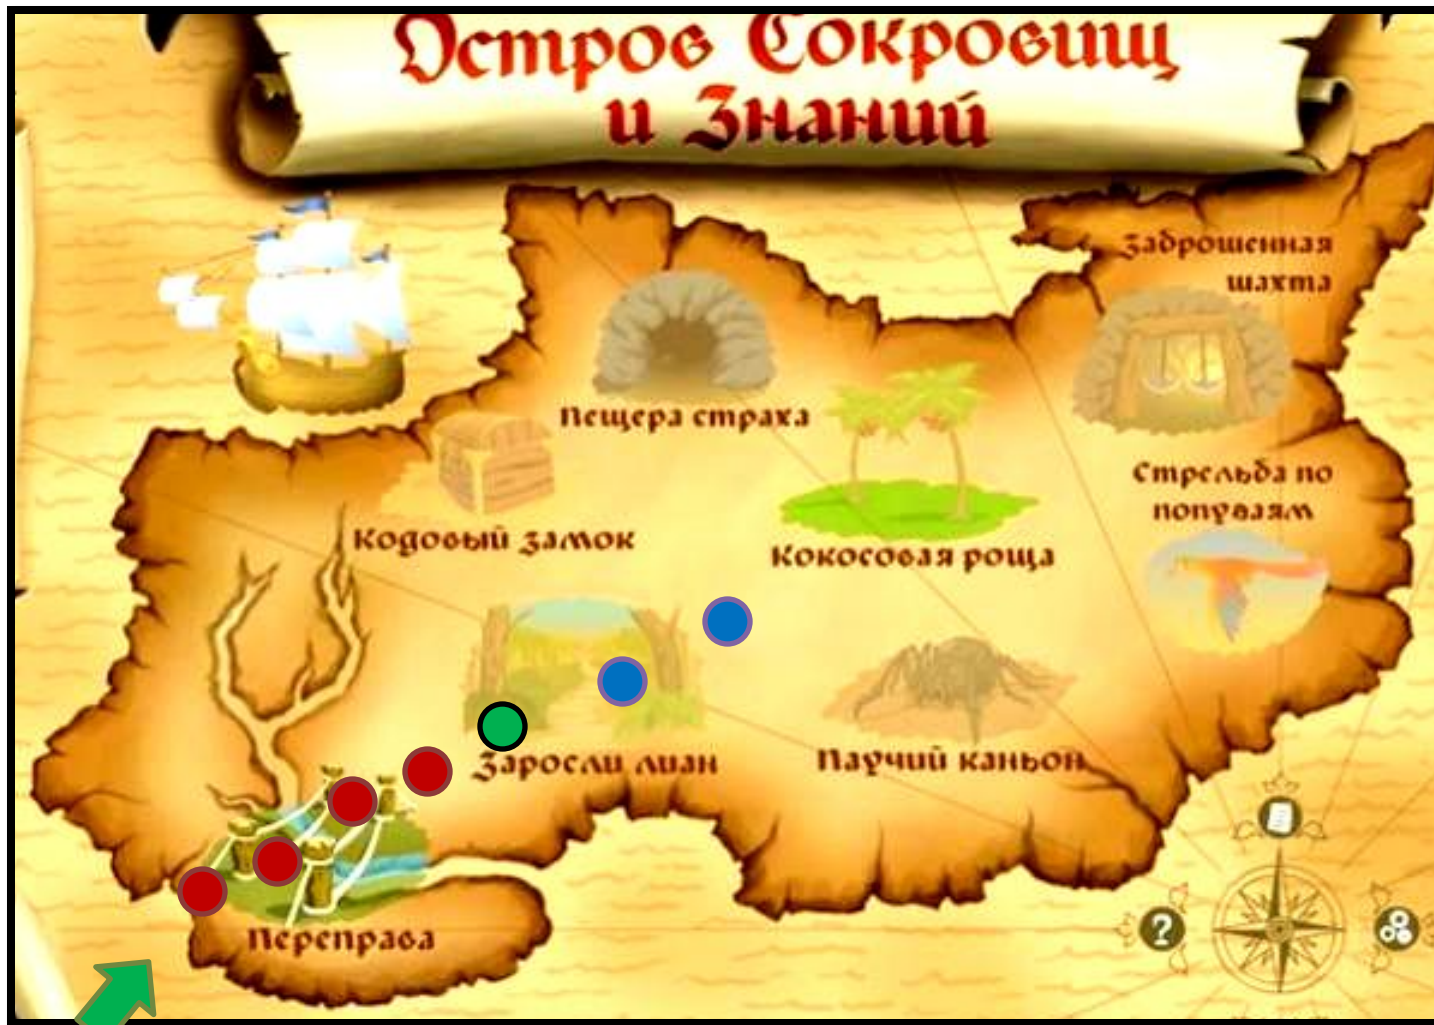 Остров Сокровищ
и Знаний
Заброшенная
шахта
Пещера страха
Стрельба по
попугаям
Кодовый замок
Кокосовая роща
Заросли лиан
Паучий каньон
Переправа
?